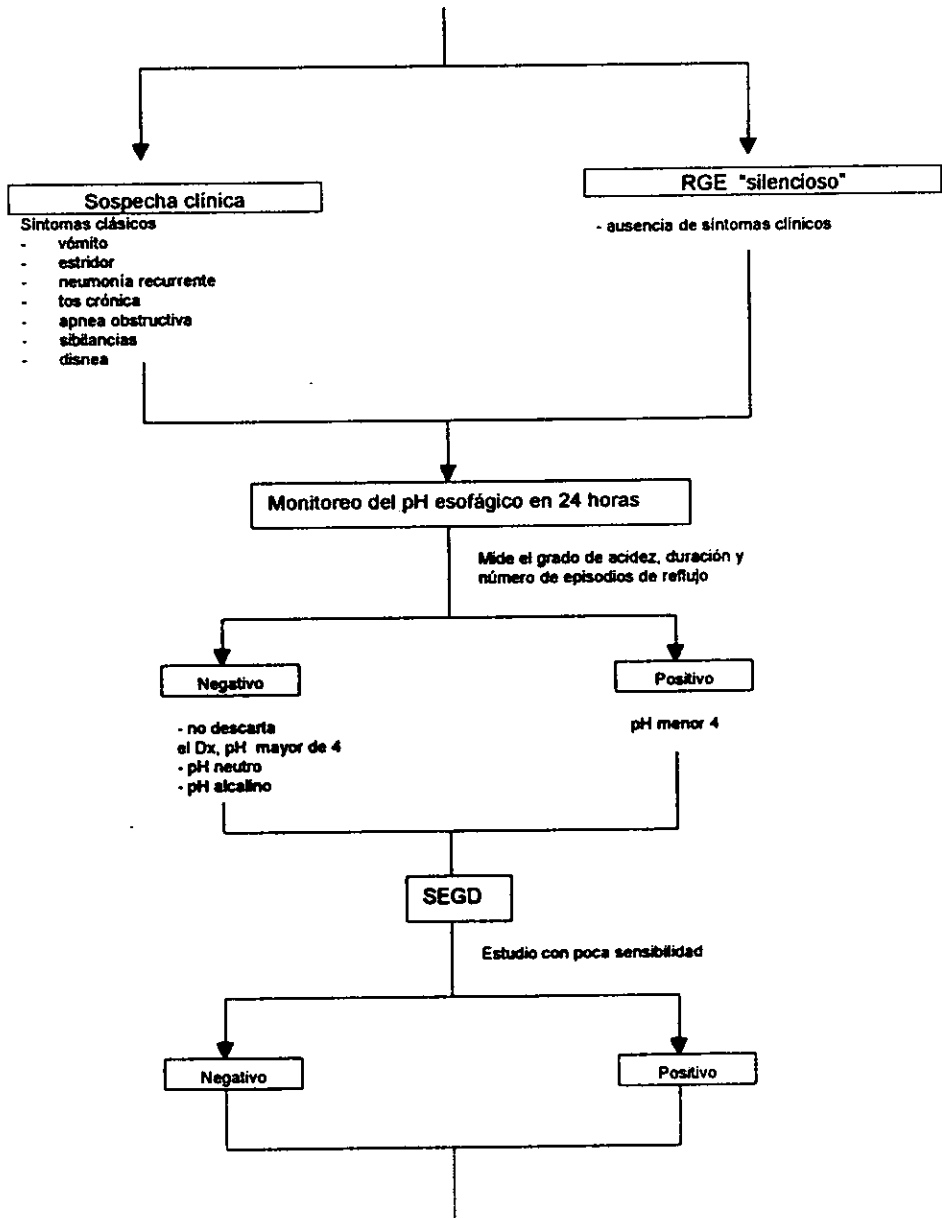 Sospecha clínica
Síntomas clásicos
- vómito
- estridor
- neumonía recurrente
- tos crónica
- apnea obstructiva
- sibilancias
- disnea
RGE "silencioso"
- ausencia de síntomas clínicos
Monitoreo del pH esofágico en 24 horas
Mide el grado de acidez, duración y
número de episodios de reflujo
Negativo
- no descarta
el Dx, pH mayor de 4
- pH neutro
- pH alcalino
Positivo
pH menor 4
SEGD
Estudio con poca sensibilidad
Negativo
Positivo